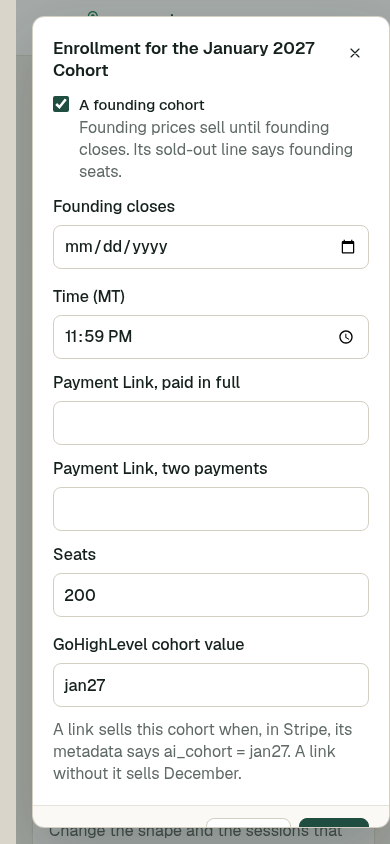 Enrollment for the January 2027
Cohort
A founding cohort
Founding prices sell until founding
closes. Its sold-out line says founding
seats.
Founding closes
mm/dd/yyyy
Time (MT)
11:59 PM
Payment Link, paid in full
Payment Link, two payments
Seats
200
GoHighLevel cohort value
jan27
A link sells this cohort when, in Stripe, its
metadata says ai_cohort = jan27. A link
without it sells December.
Change the shape and the sessions that